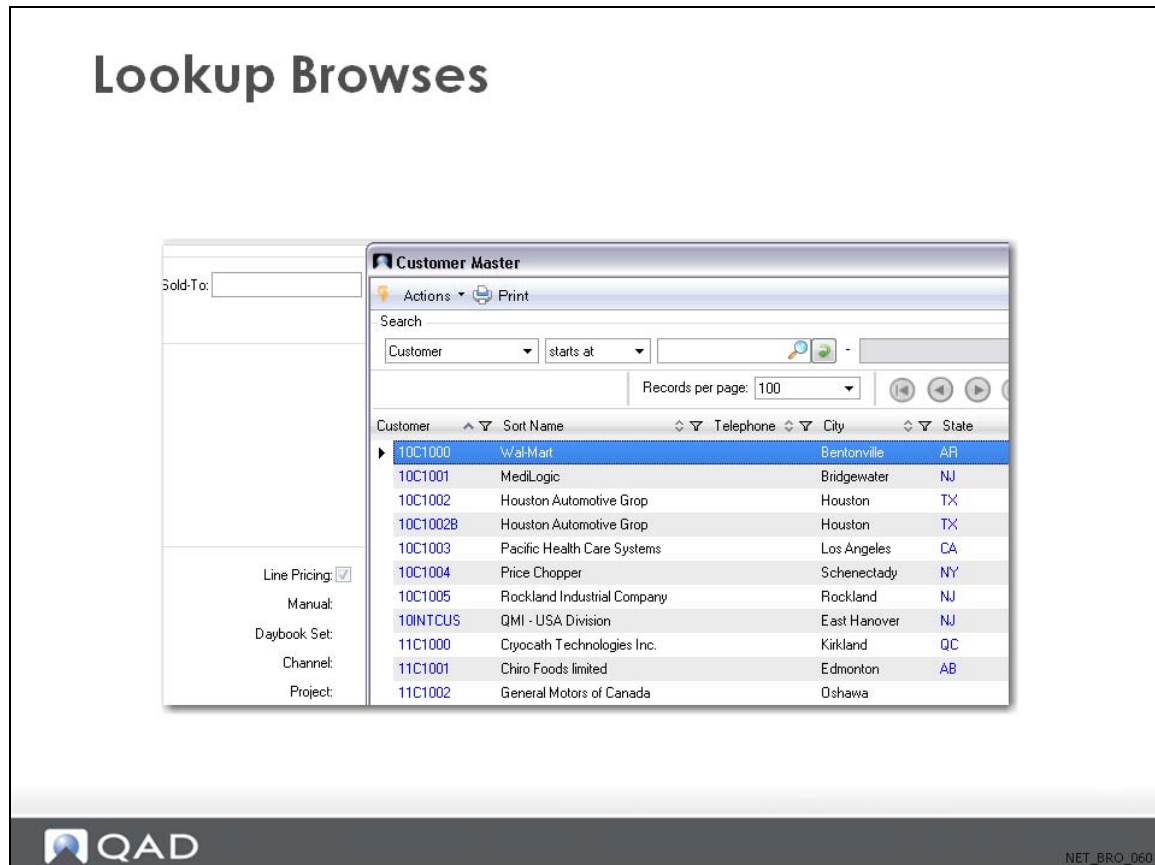 Lookup Browses
Sold-To:
Customer Master
Actions Print
Search
Customer starts at -
Records per page: 100
Customer Sort Name Telephone City State
10C1000 Wal-Mart Bentonville AR
10C1001 MediLogic Bridgewater NJ
10C1002 Houston Automotive Grop Houston TX
10C1002B Houston Automotive Grop Houston TX
10C1003 Pacific Health Care Systems Los Angeles CA
10C1004 Price Chopper Schenectady NY
10C1005 Rockland Industrial Company Rockland NJ
10INTCUS QMI - USA Division East Hanover NJ
11C1000 Cryocath Technologies Inc. Kirkland QC
11C1001 Chiro Foods limited Edmonton AB
11C1002 General Motors of Canada Oshawa
Line Pricing:
Manual:
Daybook Set:
Channel:
Project:
QAD
NET_BRO_060